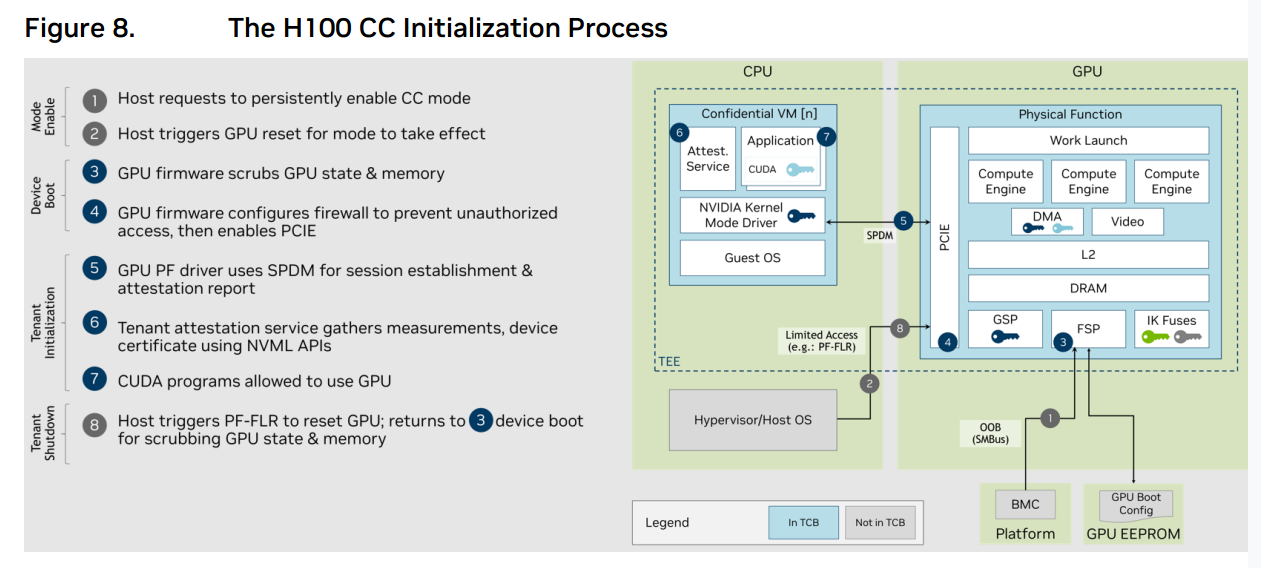 Figure 8. The H100 CC Initialization Process
Mode
Enable
1 Host requests to persistently enable CC mode
2 Host triggers GPU reset for mode to take effect
Device
Boot
3 GPU firmware scrubs GPU state & memory
4 GPU firmware configures firewall to prevent unauthorized
access, then enables PCIE
Tenant
Initialization
5 GPU PF driver uses SPDM for session establishment &
attestation report
6 Tenant attestation service gathers measurements, device
certificate using NVML APIs
7 CUDA programs allowed to use GPU
Tenant
Shutdown
8 Host triggers PF-FLR to reset GPU; returns to 3 device boot
for scrubbing GPU state & memory
CPU
Confidential VM [n]
6
Attest.
Service
Application
7
CUDA
NVIDIA Kernel
Mode Driver
Guest OS
5
SPDM
Limited Access
(e.g.: PF-FLR)
8
TEE
2
Hypervisor/Host OS
GPU
Physical Function
PCIE
4
Work Launch
Compute
Engine
Compute
Engine
Compute
Engine
DMA
Video
L2
DRAM
GSP
FSP
3
IK Fuses
1
OOB
(SMBus)
BMC
Platform
GPU Boot
Config
GPU EEPROM
Legend
In TCB
Not in TCB